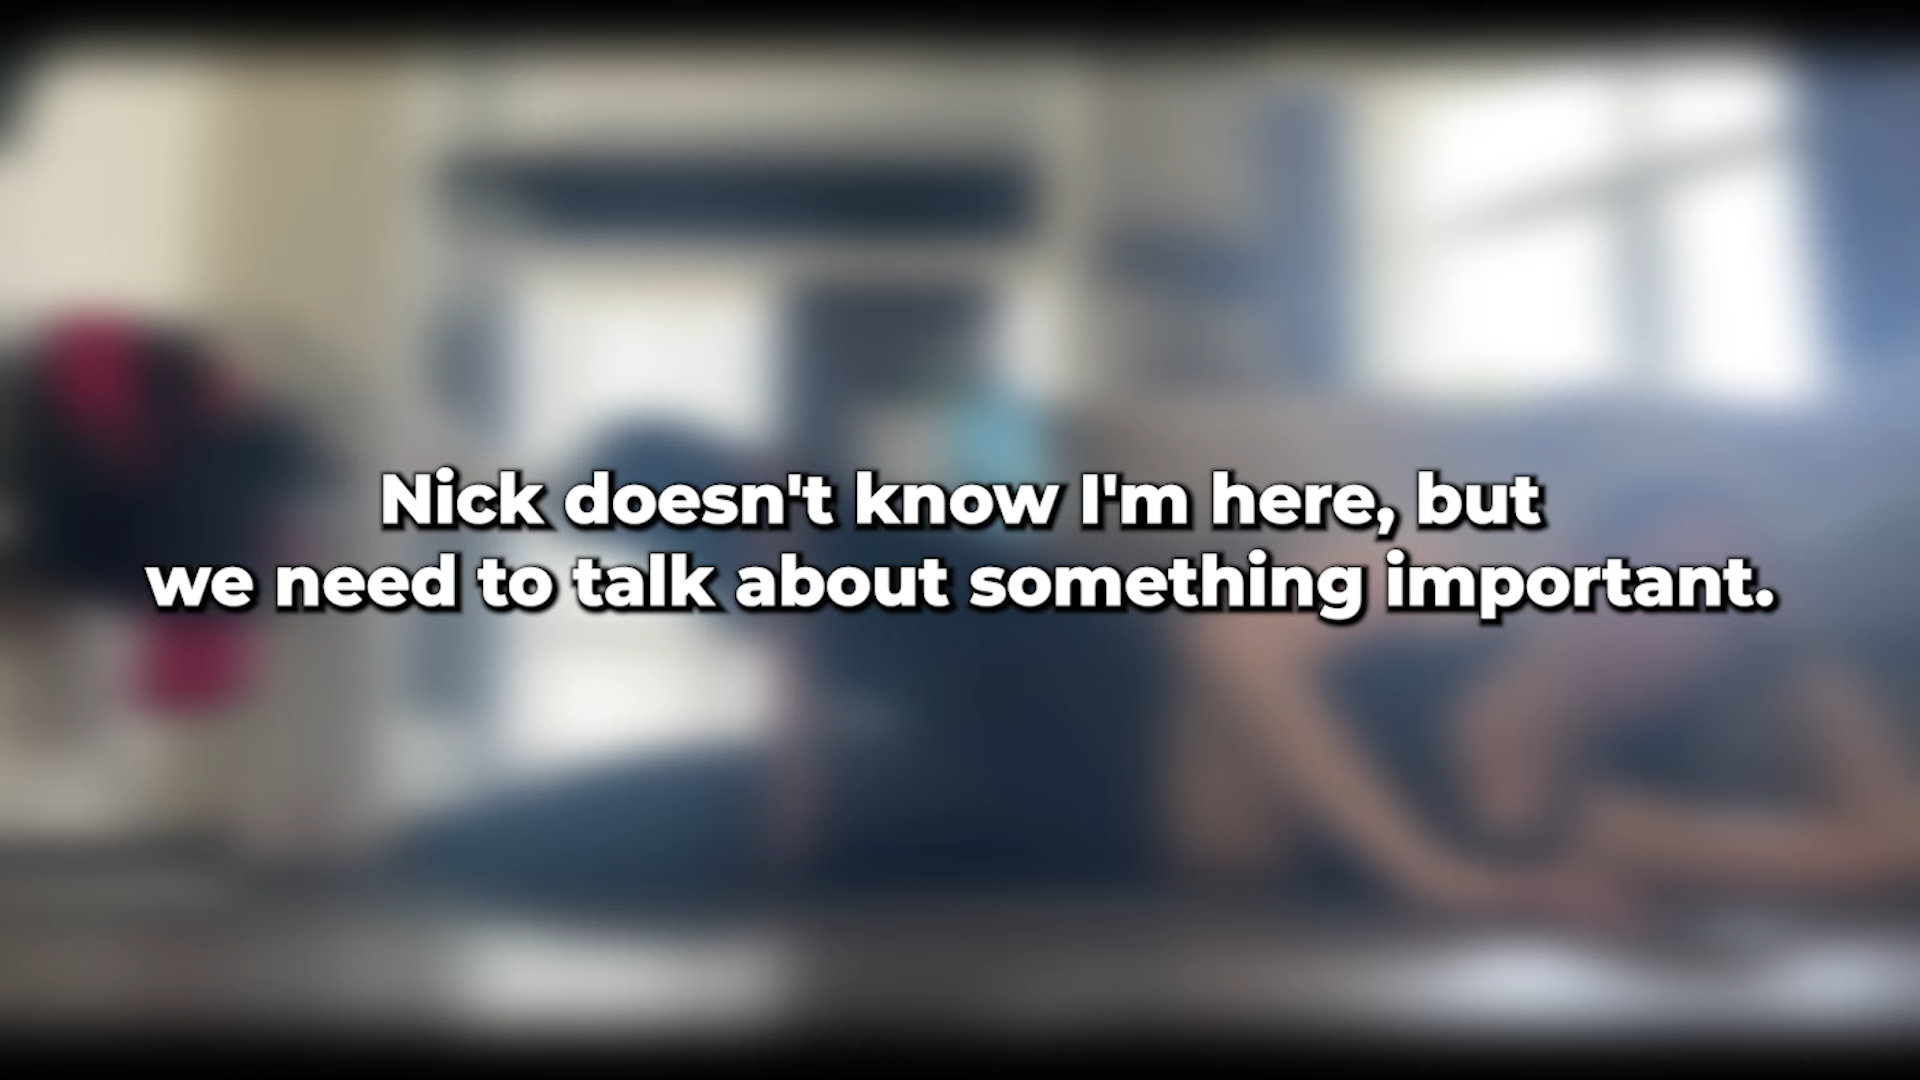 Nick doesn't know I'm here, but
we need to talk about something important.